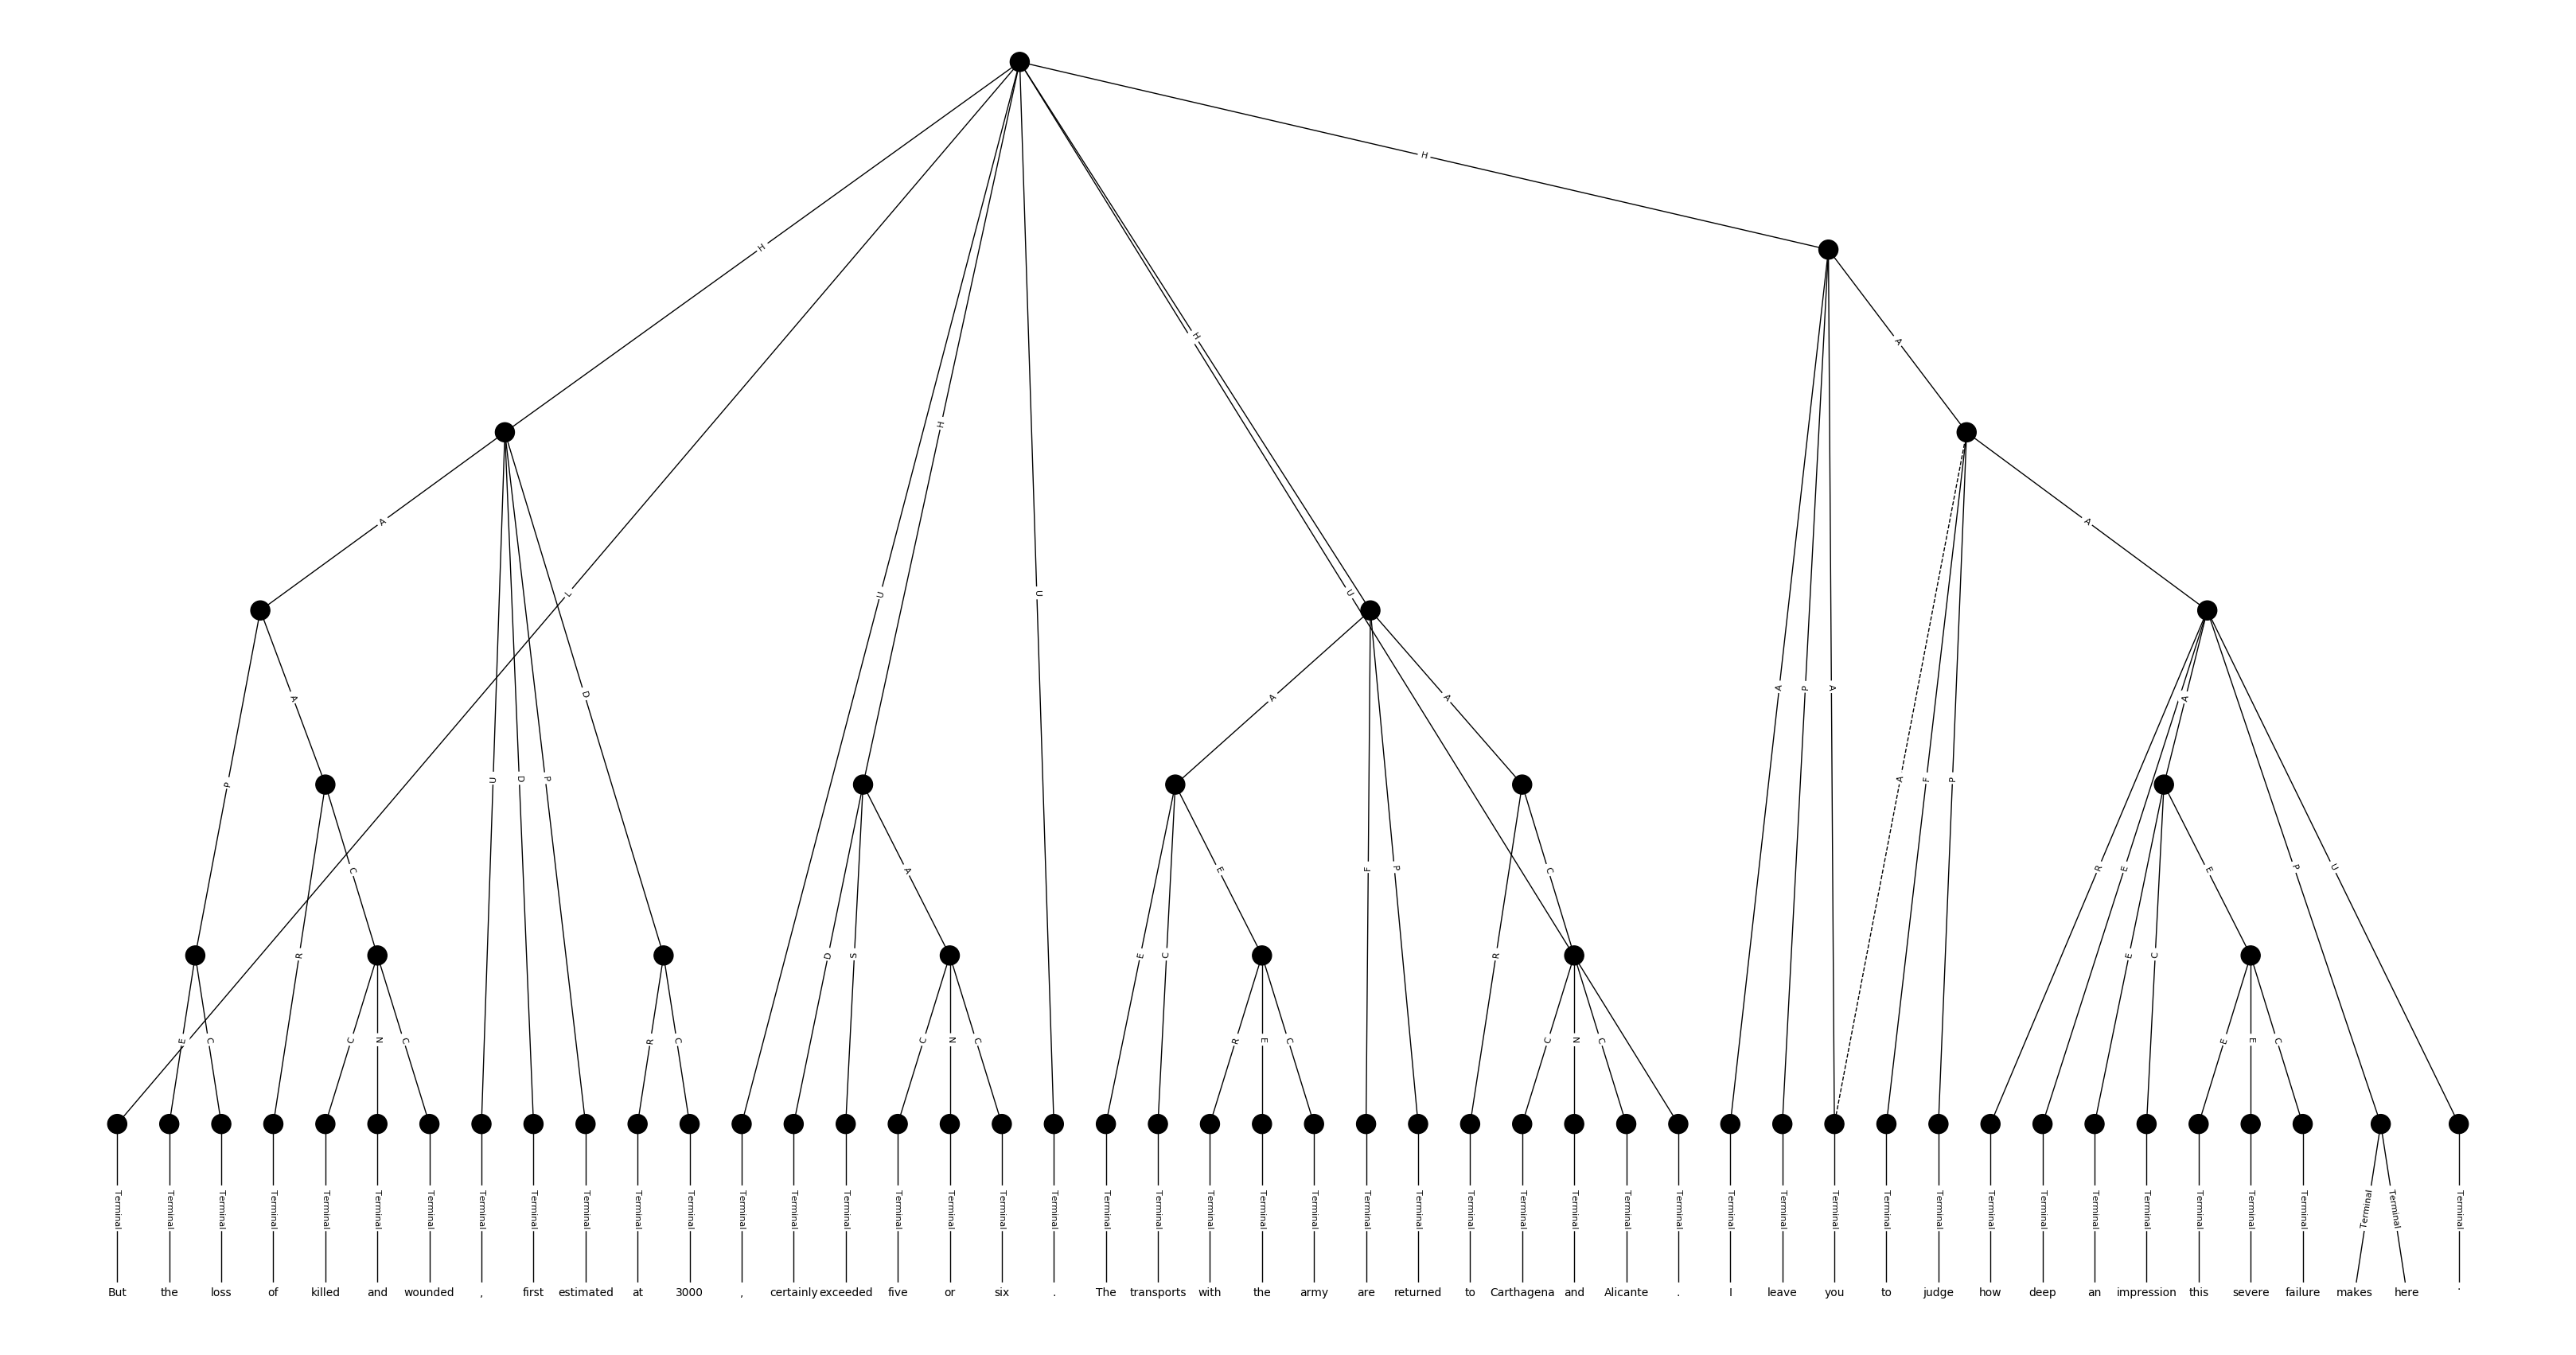 H
H
H
A
H
A
A
L
U
U
U
A
D
A
A
A
A
P
A
P
U
D
P
A
F
P
C
A
E
F
P
C
R
E
E
P
U
R
D
S
E
C
R
E
C
E
C
C
N
C
R
C
C
N
C
R
E
C
C
N
C
E
E
C
Terminal Terminal Terminal Terminal Terminal Terminal Terminal Terminal Terminal Terminal Terminal Terminal Terminal Terminal Terminal Terminal Terminal Terminal Terminal Terminal Terminal Terminal Terminal Terminal Terminal Terminal Terminal Terminal Terminal Terminal Terminal Terminal Terminal Terminal Terminal Terminal Terminal Terminal Terminal Terminal Terminal Terminal Terminal Terminal Terminal Terminal
But the loss of killed and wounded , first estimated at 3000 , certainly exceeded five or six . The transports with the army are returned to Carthagena and Alicante . I leave you to judge how deep an impression this severe failure makes here .